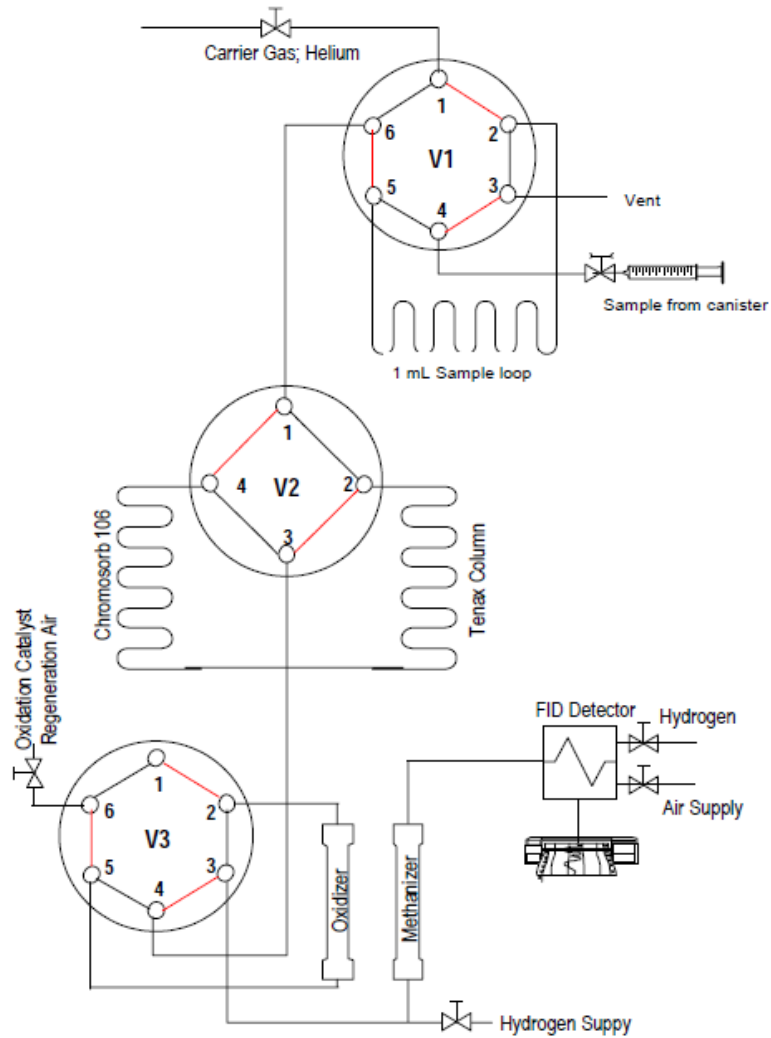 Carrier Gas; Helium
1
2
3
4
5
6
V1
Vent
Sample from canister
1 mL Sample loop
1
2
3
4
V2
Chromosorb 106
Tenax Column
Oxidation Catalyst
Regeneration Air
FID Detector
Hydrogen
Air Supply
1
2
3
4
5
6
V3
Oxidizer
Methanizer
Hydrogen Suppy